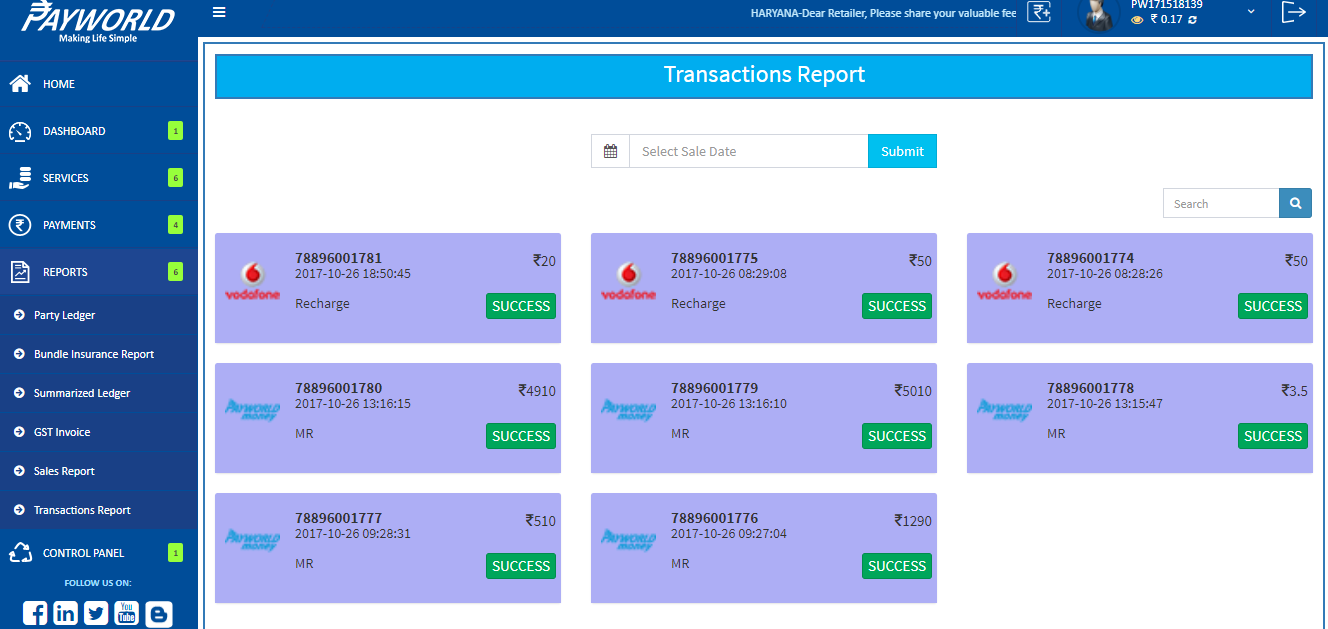 PAYWORLD
Making Life Simple
HARYANA-Dear Retailer, Please share your valuable fee
PW171518139
₹ 0.17
HOME
DASHBOARD 1
SERVICES 6
PAYMENTS 4
REPORTS 6
Party Ledger
Bundle Insurance Report
Summarized Ledger
GST Invoice
Sales Report
Transactions Report
CONTROL PANEL 1
FOLLOW US ON:
You
Tube
Transactions Report
Select Sale Date
Submit
Search
vodafone
78896001781
₹20
2017-10-26 18:50:45
Recharge
SUCCESS
vodafone
78896001775
₹50
2017-10-26 08:29:08
Recharge
SUCCESS
vodafone
78896001774
₹50
2017-10-26 08:28:26
Recharge
SUCCESS
PAYWORLD
money
78896001780
₹4910
2017-10-26 13:16:15
MR
SUCCESS
PAYWORLD
money
78896001779
₹5010
2017-10-26 13:16:10
MR
SUCCESS
PAYWORLD
money
78896001778
₹3.5
2017-10-26 13:15:47
MR
SUCCESS
PAYWORLD
money
78896001777
₹510
2017-10-26 09:28:31
MR
SUCCESS
PAYWORLD
money
78896001776
₹1290
2017-10-26 09:27:04
MR
SUCCESS